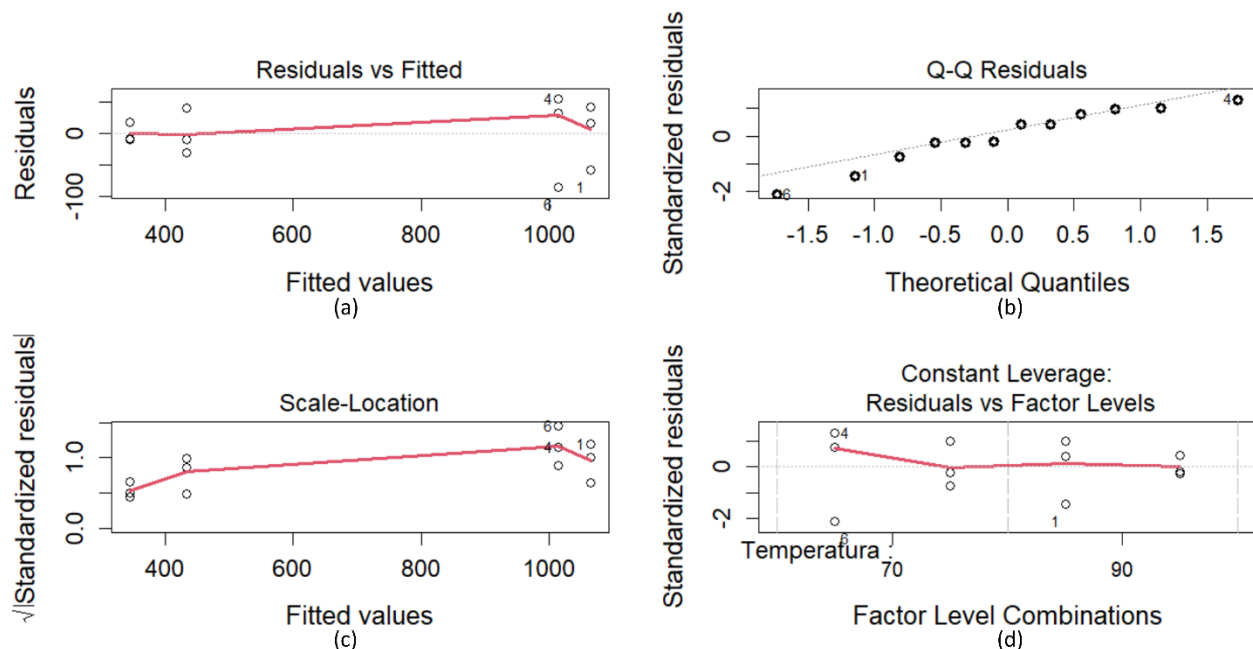 Residuals vs Fitted
Residuals
0
-100
4
1
6
400 600 800 1000
Fitted values
(a)
Q-Q Residuals
Standardized residuals
0
-2
4
1
6
-1.5 -1.0 -0.5 0.0 0.5 1.0 1.5
Theoretical Quantiles
(b)
Scale-Location
√|Standardized residuals|
1.0
0.0
6
4 1
400 600 800 1000
Fitted values
(c)
Constant Leverage:
Residuals vs Factor Levels
Standardized residuals
0
-2
4
1
6
Temperatura :
70 90
Factor Level Combinations
(d)